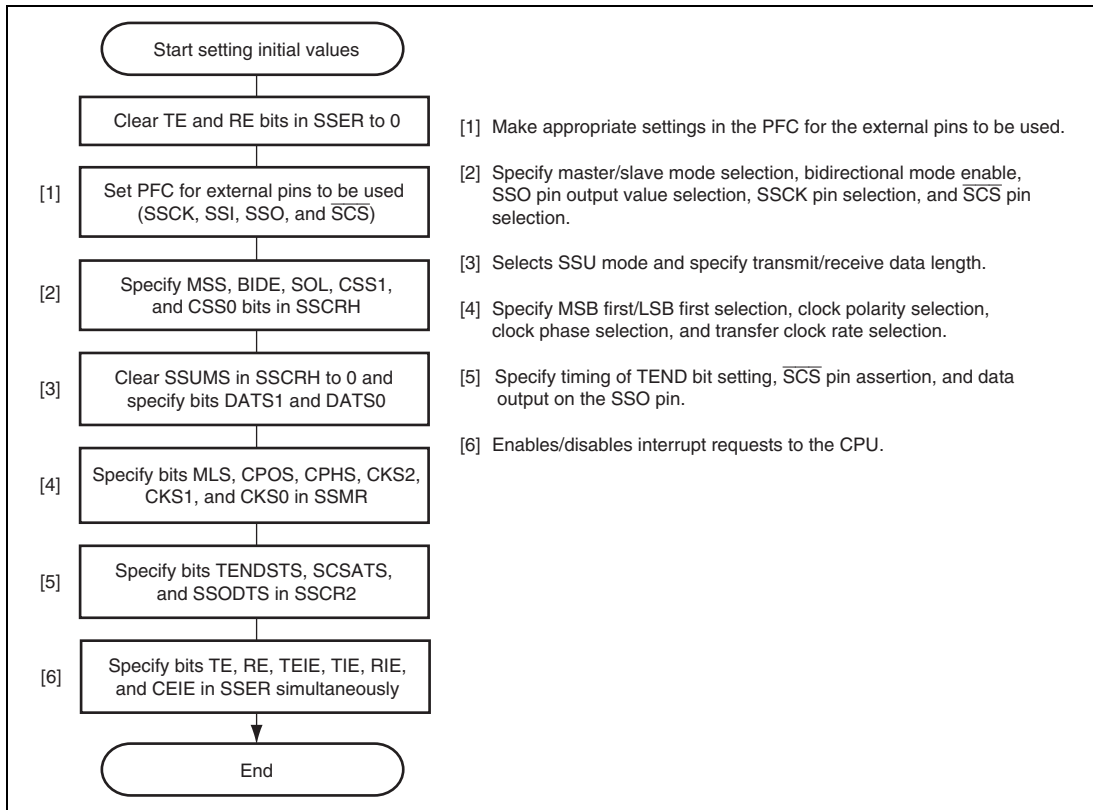 Start setting initial values
Clear TE and RE bits in SSER to 0
[1]
Set PFC for external pins to be used
(SSCK, SSI, SSO, and S̅C̅S̅)
[2]
Specify MSS, BIDE, SOL, CSS1,
and CSS0 bits in SSCRH
[3]
Clear SSUMS in SSCRH to 0 and
specify bits DATS1 and DATS0
[4]
Specify bits MLS, CPOS, CPHS, CKS2,
CKS1, and CKS0 in SSMR
[5]
Specify bits TENDSTS, SCSATS,
and SSODTS in SSCR2
[6]
Specify bits TE, RE, TEIE, TIE, RIE,
and CEIE in SSER simultaneously
End
[1] Make appropriate settings in the PFC for the external pins to be used.
[2] Specify master/slave mode selection, bidirectional mode enable,
SSO pin output value selection, SSCK pin selection, and S̅C̅S̅ pin
selection.
[3] Selects SSU mode and specify transmit/receive data length.
[4] Specify MSB first/LSB first selection, clock polarity selection,
clock phase selection, and transfer clock rate selection.
[5] Specify timing of TEND bit setting, S̅C̅S̅ pin assertion, and data
output on the SSO pin.
[6] Enables/disables interrupt requests to the CPU.